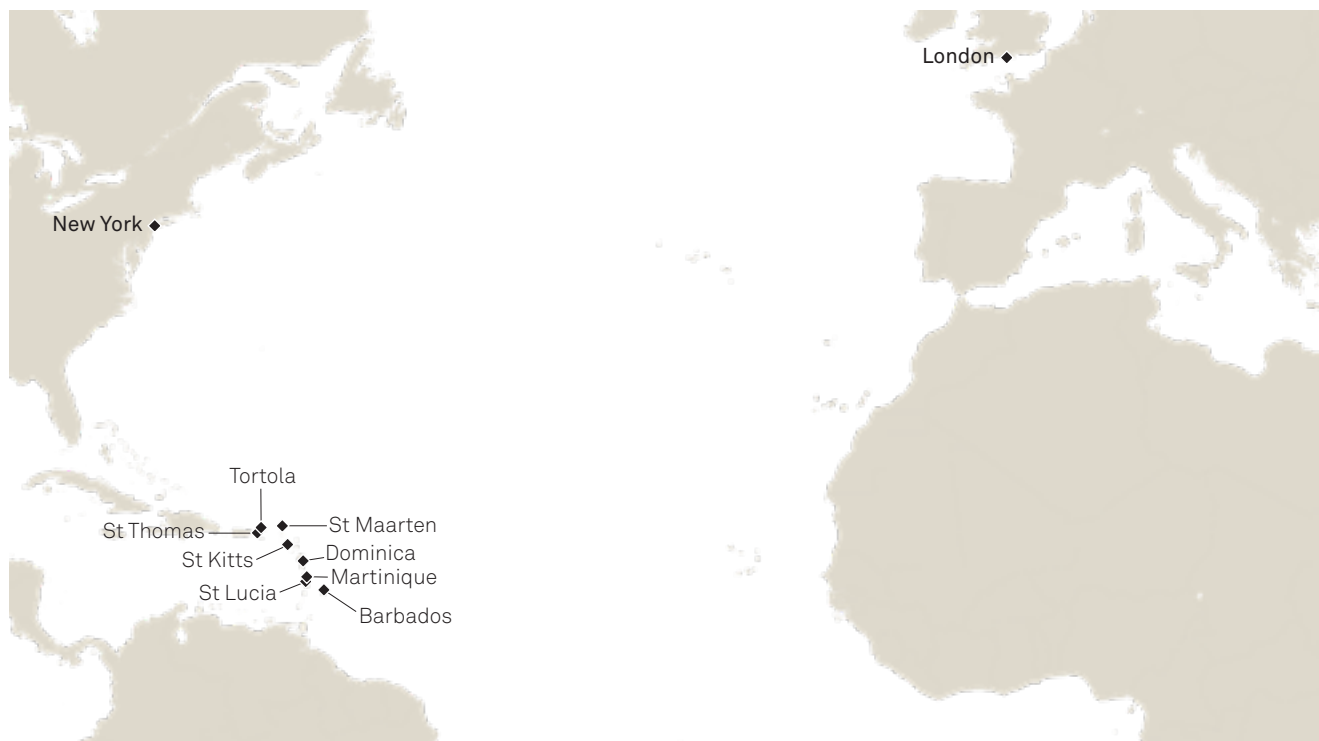 London
New York
Tortola
St Maarten
St Thomas
Dominica
St Kitts
Martinique
St Lucia
Barbados